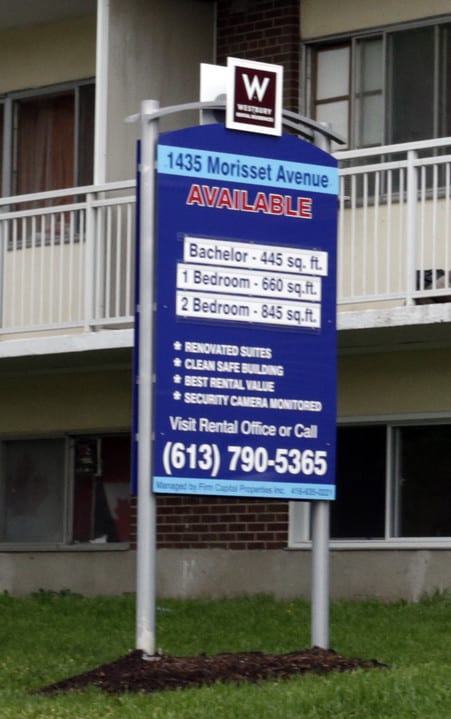 W
WESTBURY
RENTAL RESIDENCES
1435 Morisset Avenue
AVAILABLE
Bachelor - 445 sq. ft.
1 Bedroom - 660 sq.ft.
2 Bedroom - 845 sq.ft.
* RENOVATED SUITES
* CLEAN SAFE BUILDING
* BEST RENTAL VALUE
* SECURITY CAMERA MONITORED
Visit Rental Office or Call
(613) 790-5365
Managed by Firm Capital Properties Inc.